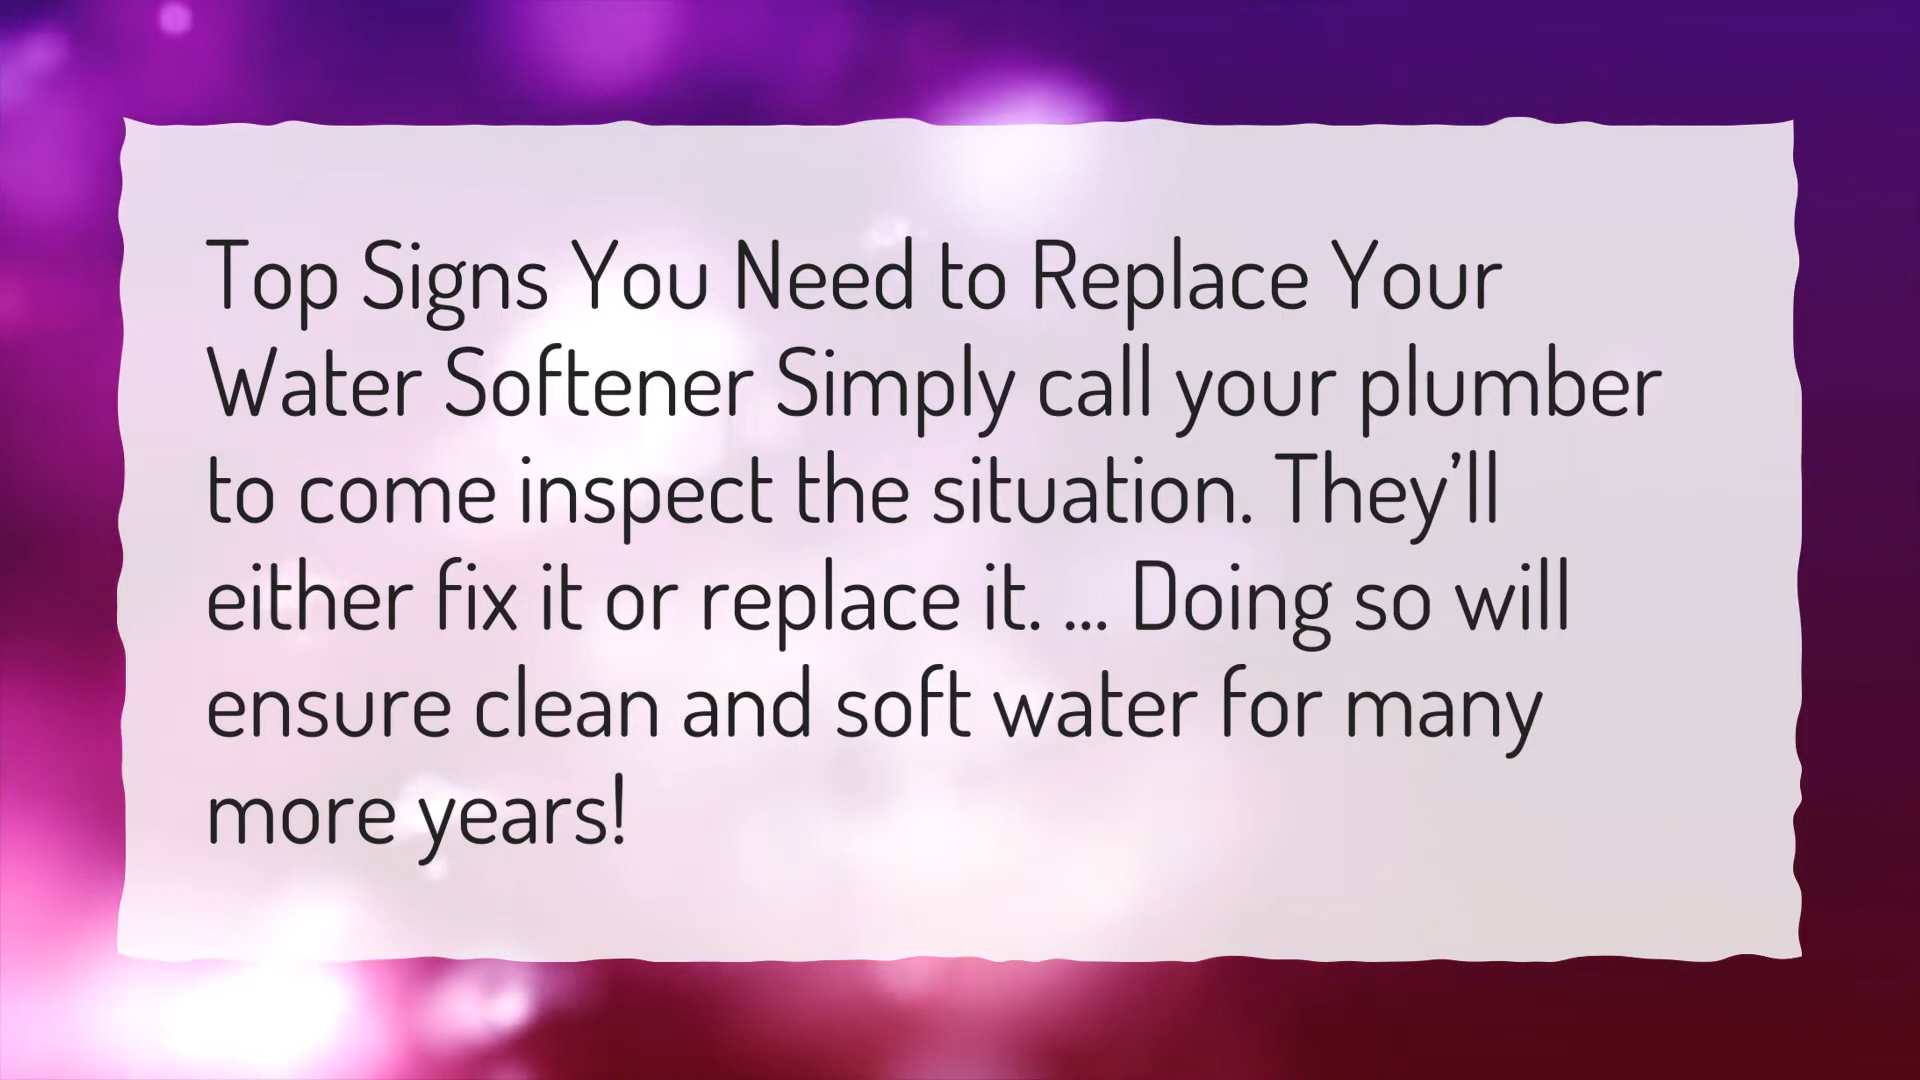 Top Signs You Need to Replace Your
Water Softener Simply call your plumber
to come inspect the situation. They’ll
either fix it or replace it. ... Doing so will
ensure clean and soft water for many
more years!